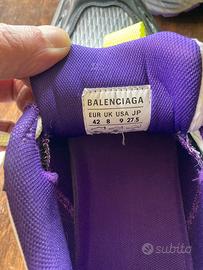 BALENCIAGA
EUR UK USA JP
42 8 9 27.5
subito